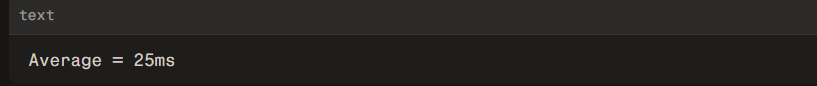 text
Average = 25ms